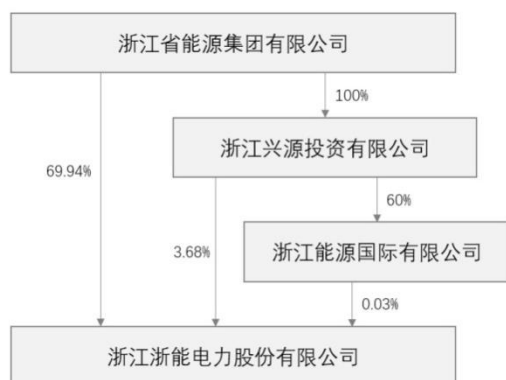 浙江省能源集团有限公司
100%
浙江兴源投资有限公司
69.94%
60%
3.68%
浙江能源国际有限公司
0.03%
浙江浙能电力股份有限公司